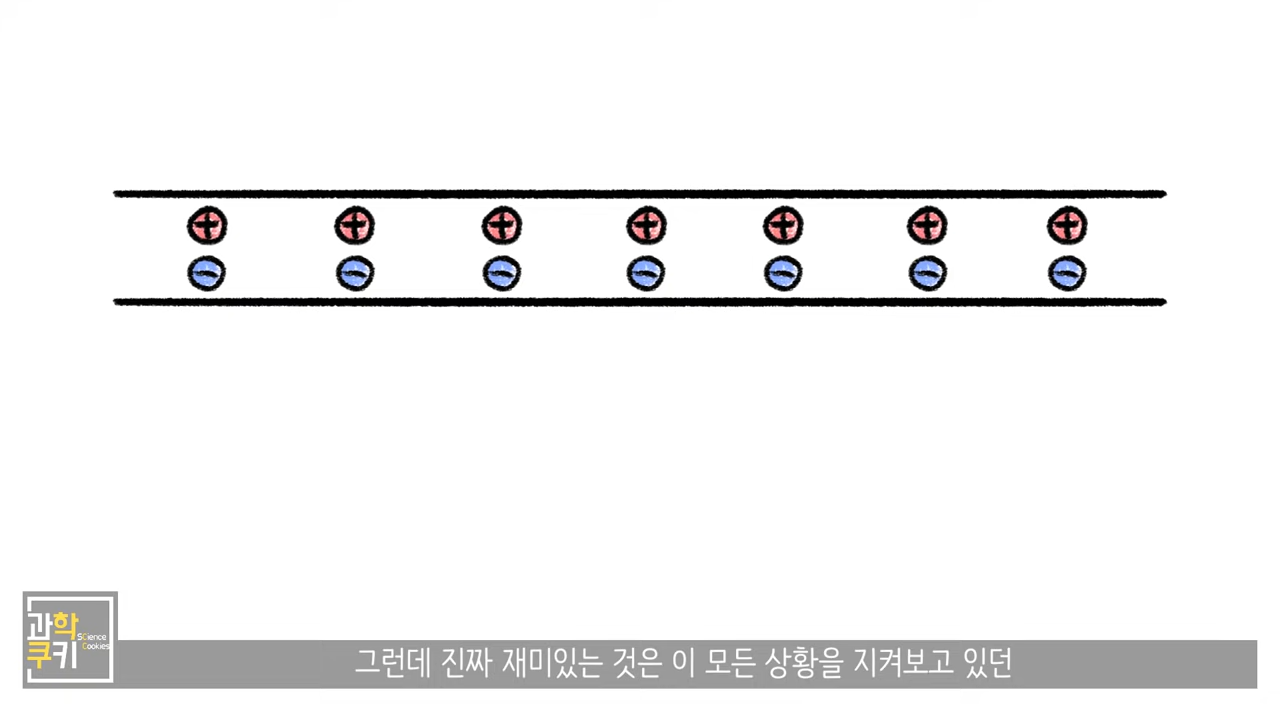 과학
쿠키
Science
Cookies
그런데 진짜 재미있는 것은 이 모든 상황을 지켜보고 있던